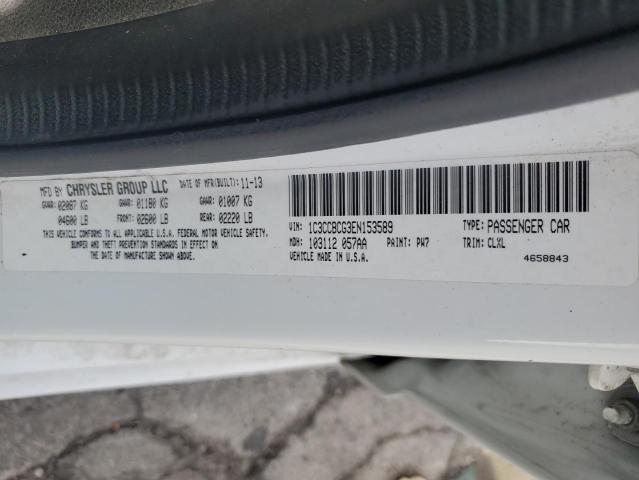 MFD BY CHRYSLER GROUP LLC DATE OF MFR(BUILT): 11-13
GVWR: 02087 KG GAWR: 01180 KG GAWR: 01007 KG
04600 LB FRONT: 02600 LB REAR: 02220 LB
THIS VEHICLE CONFORMS TO ALL APPLICABLE U.S.A. FEDERAL MOTOR VEHICLE SAFETY,
BUMPER AND THEFT PREVENTION STANDARDS IN EFFECT ON
THE DATE OF MANUFACTURE SHOWN ABOVE.
VIN: 1C3CCBCG3EN153589 TYPE: PASSENGER CAR
MDH: 103112 057AA PAINT: PW7 TRIM: CLXL
VEHICLE MADE IN U.S.A.
4658843